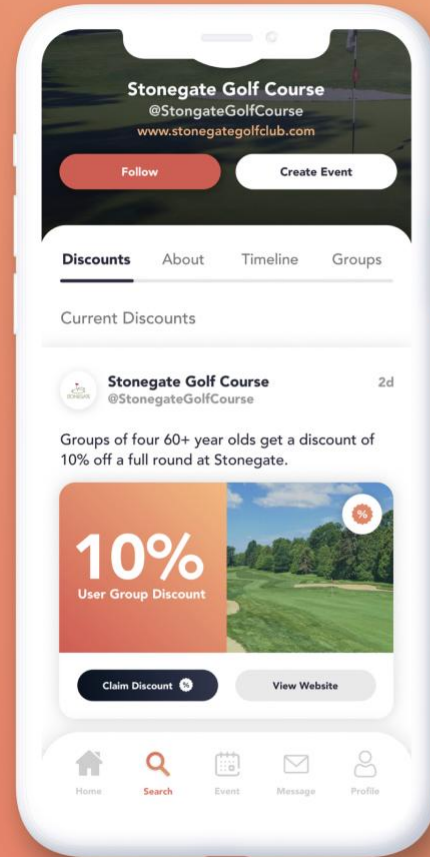 Stonegate Golf Course
@StongateGolfCourse
www.stonegategolfclub.com
Follow
Create Event
Discounts
About
Timeline
Groups
Current Discounts
Stonegate Golf Course
2d
@StonegateGolfCourse
Groups of four 60+ year olds get a discount of
10% off a full round at Stonegate.
10%
User Group Discount
%
Claim Discount %
View Website
Home
Search
Event
Message
Profile